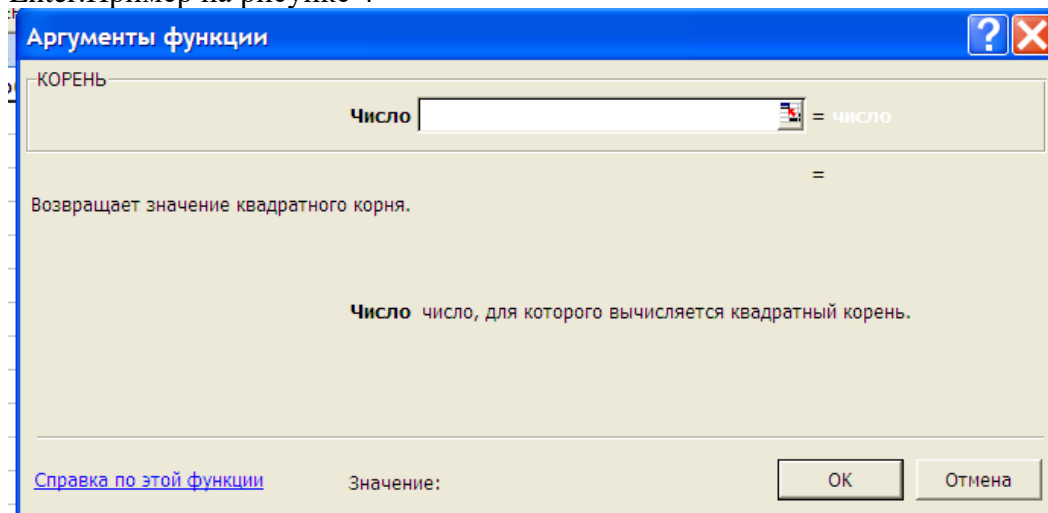 Аргументы функции
КОРЕНЬ
Число = число
=
Возвращает значение квадратного корня.
Число число, для которого вычисляется квадратный корень.
Справка по этой функции Значение: ОК Отмена